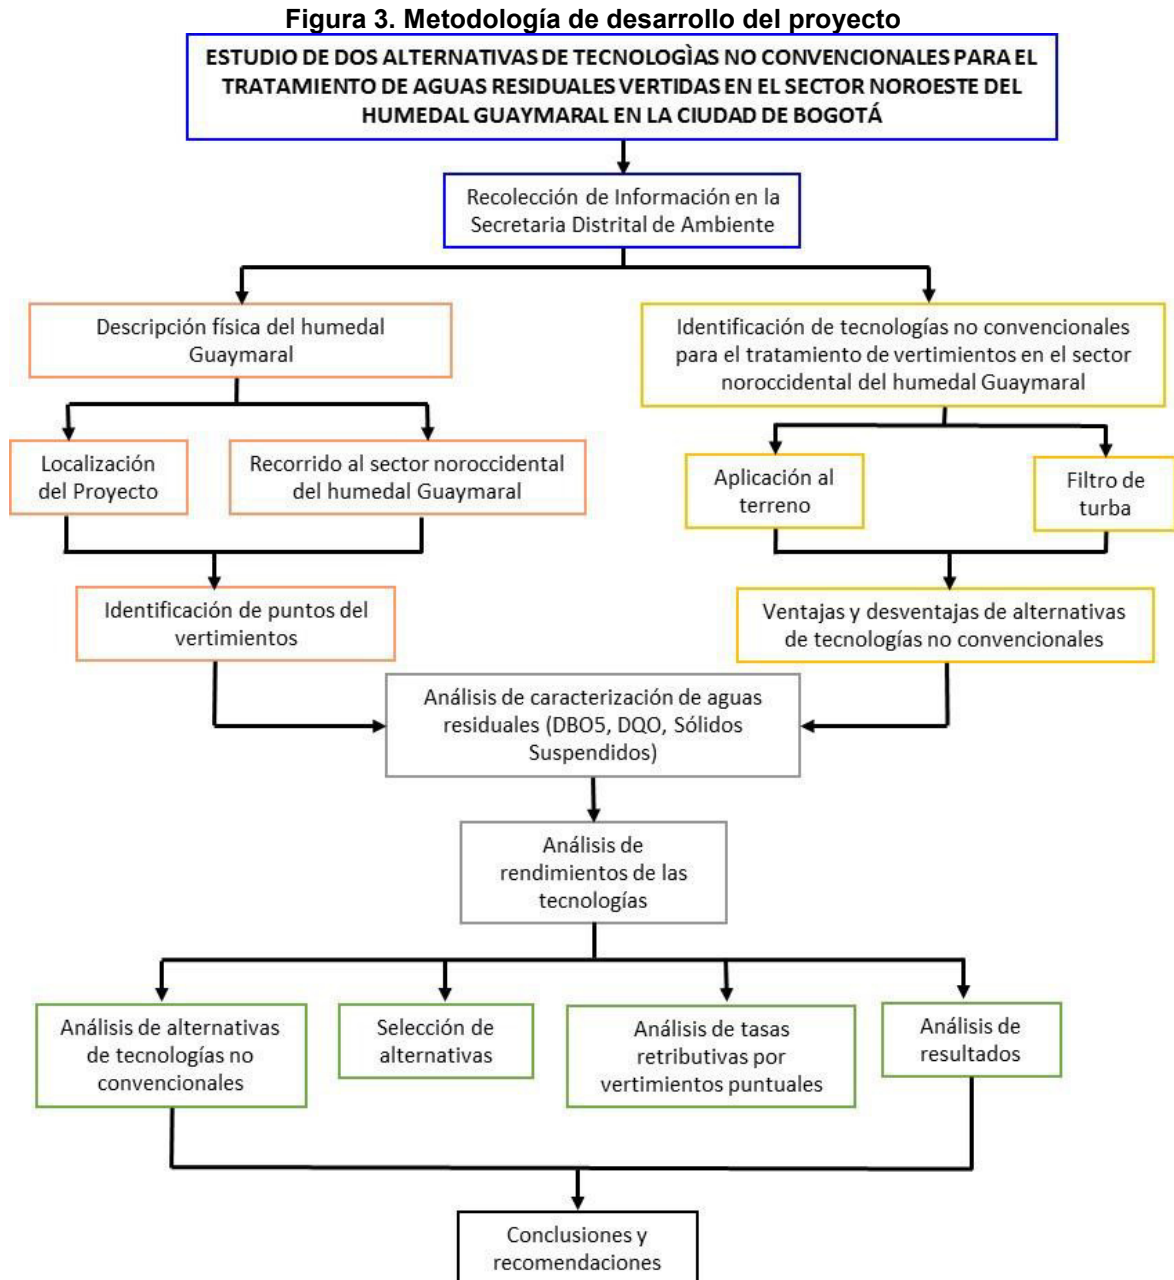 Figura 3. Metodología de desarrollo del proyecto
ESTUDIO DE DOS ALTERNATIVAS DE TECNOLOGÌAS NO CONVENCIONALES PARA EL
TRATAMIENTO DE AGUAS RESIDUALES VERTIDAS EN EL SECTOR NOROESTE DEL
HUMEDAL GUAYMARAL EN LA CIUDAD DE BOGOTÁ
Recolección de Información en la
Secretaria Distrital de Ambiente
Descripción física del humedal
Guaymaral
Identificación de tecnologías no convencionales
para el tratamiento de vertimientos en el sector
noroccidental del humedal Guaymaral
Localización
del Proyecto
Recorrido al sector noroccidental
del humedal Guaymaral
Aplicación al
terreno
Filtro de
turba
Identificación de puntos del
vertimientos
Ventajas y desventajas de alternativas
de tecnologías no convencionales
Análisis de caracterización de aguas
residuales (DBO5, DQO, Sólidos
Suspendidos)
Análisis de
rendimientos de las
tecnologías
Análisis de alternativas
de tecnologías no
convencionales
Selección de
alternativas
Análisis de tasas
retributivas por
vertimientos puntuales
Análisis de
resultados
Conclusiones y
recomendaciones